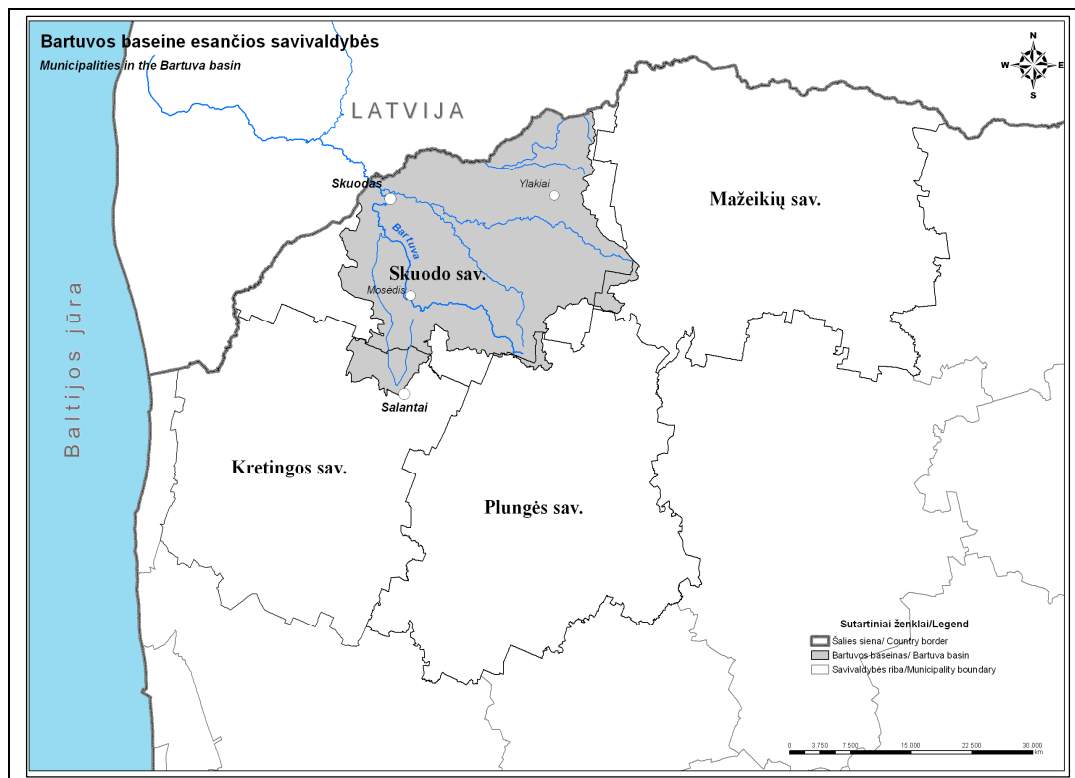 Bartuvos baseine esančios savivaldybės
Municipalities in the Bartuva basin
N
W E
S
LATVIJA
Skuodas
Ylakiai
Mažeikių sav.
Bartuva
Skuodo sav.
Mosėdis
Baltijos jūra
Salantai
Kretingos sav.
Plungės sav.
Sutartiniai ženklai/Legend
Šalies siena/ Country border
Bartuvos baseinas/ Bartuva basin
Savivaldybės riba/Municipality boundary
0 3.750 7.500 15.000 22.500 30.000
km